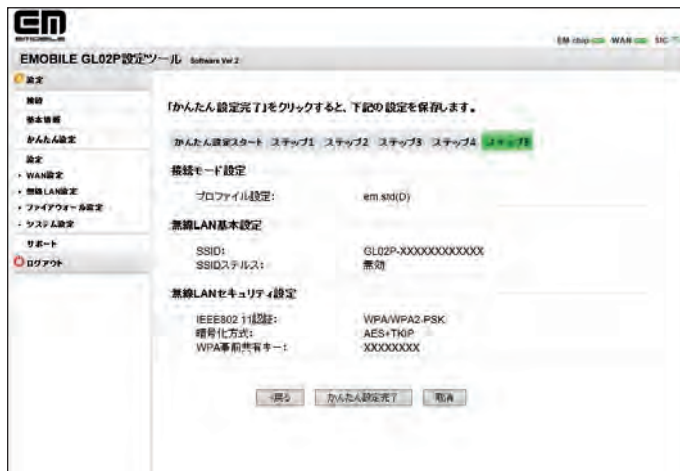 EM
EMOBILE
EM chip WAN SIG
EMOBILE GL02P設定ツール Software Ver.2
設定
接続
基本情報
かんたん設定
設定
WAN設定
無線LAN設定
ファイアウォール設定
システム設定
サポート
ログアウト
「かんたん設定完了」をクリックすると、下記の設定を保存します。
かんたん設定スタート ステップ1 ステップ2 ステップ3 ステップ4 ステップ5
接続モード設定
プロファイル設定: em.std(D)
無線LAN基本設定
SSID: GL02P-XXXXXXXXXXXX
SSIDステルス: 無効
無線LANセキュリティ設定
IEEE802.11認証: WPA/WPA2-PSK
暗号化方式: AES+TKIP
WPA事前共有キー: XXXXXXXX
<戻る かんたん設定完了 取消